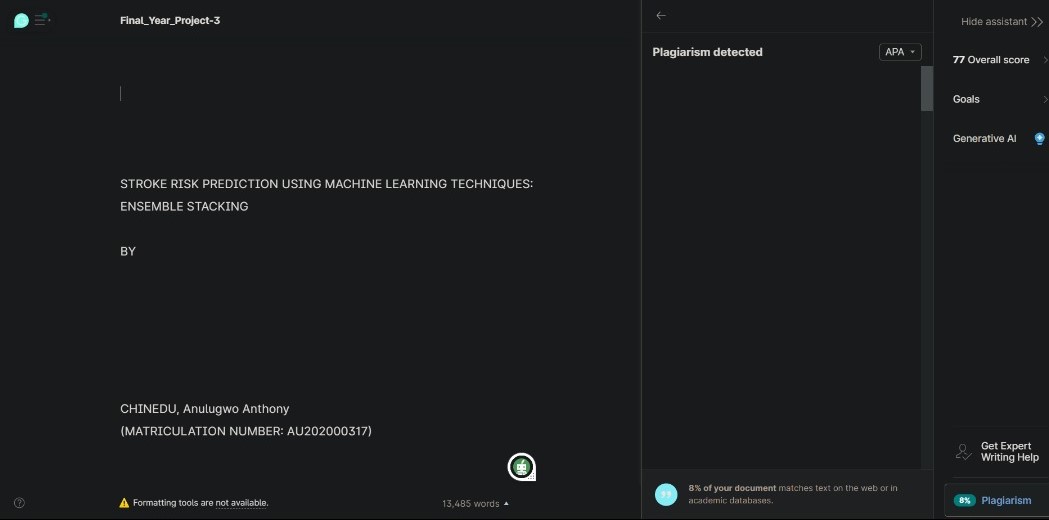 Final_Year_Project-3
STROKE RISK PREDICTION USING MACHINE LEARNING TECHNIQUES:
ENSEMBLE STACKING
BY
CHINEDU, Anulugwo Anthony
(MATRICULATION NUMBER: AU202000317)
Formatting tools are not available.
13,485 words
Plagiarism detected
APA
8% of your document matches text on the web or in
academic databases.
Hide assistant
77 Overall score
Goals
Generative AI
Get Expert
Writing Help
8% Plagiarism